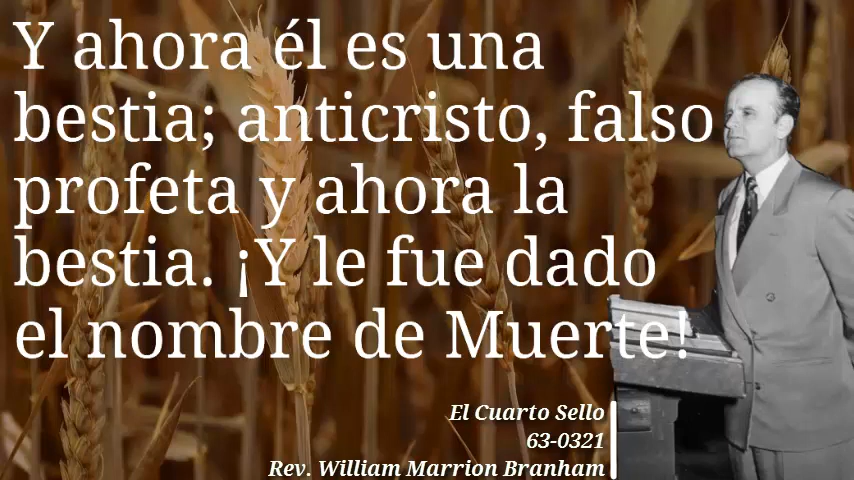 Y ahora él es una
bestia; anticristo, falso
profeta y ahora la
bestia. ¡Y le fue dado
el nombre de Muerte!
El Cuarto Sello
63-0321
Rev. William Marrion Branham